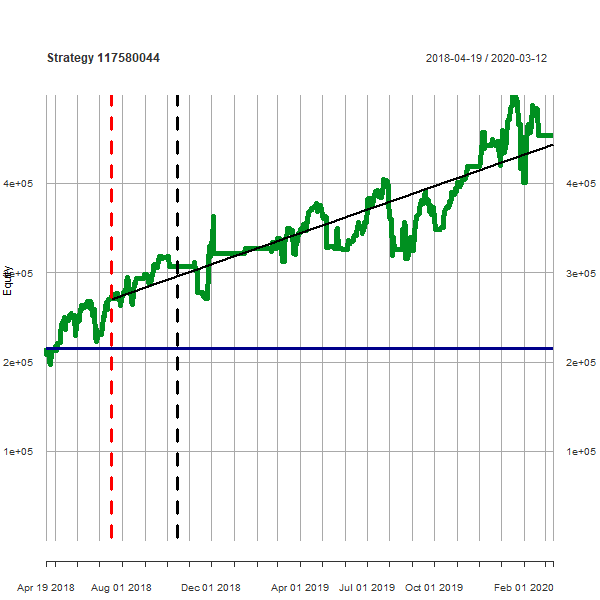 Strategy 117580044
2018-04-19 / 2020-03-12
4e+05
4e+05
Equity
3e+05
3e+05
2e+05
2e+05
1e+05
1e+05
Apr 19 2018
Aug 01 2018
Dec 01 2018
Apr 01 2019
Jul 01 2019
Oct 01 2019
Feb 01 2020